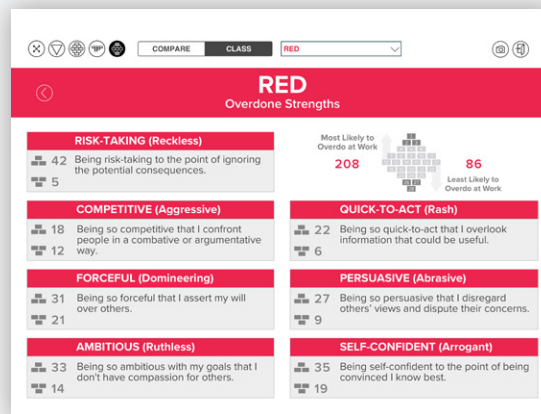 COMPARE
CLASS
RED
RED
Overdone Strengths
RISK-TAKING (Reckless)
42
Being risk-taking to the point of ignoring
the potential consequences.
5
Most Likely to
Overdo at Work
208
86
Least Likely to
Overdo at Work
COMPETITIVE (Aggressive)
18
Being so competitive that I confront
people in a combative or argumentative
way.
12
QUICK-TO-ACT (Rash)
22
Being so quick-to-act that I overlook
information that could be useful.
6
FORCEFUL (Domineering)
31
Being so forceful that I assert my will
over others.
21
PERSUASIVE (Abrasive)
27
Being so persuasive that I disregard
others' views and dispute their concerns.
9
AMBITIOUS (Ruthless)
33
Being so ambitious with my goals that I
don't have compassion for others.
14
SELF-CONFIDENT (Arrogant)
35
Being self-confident to the point of being
convinced I know best.
19